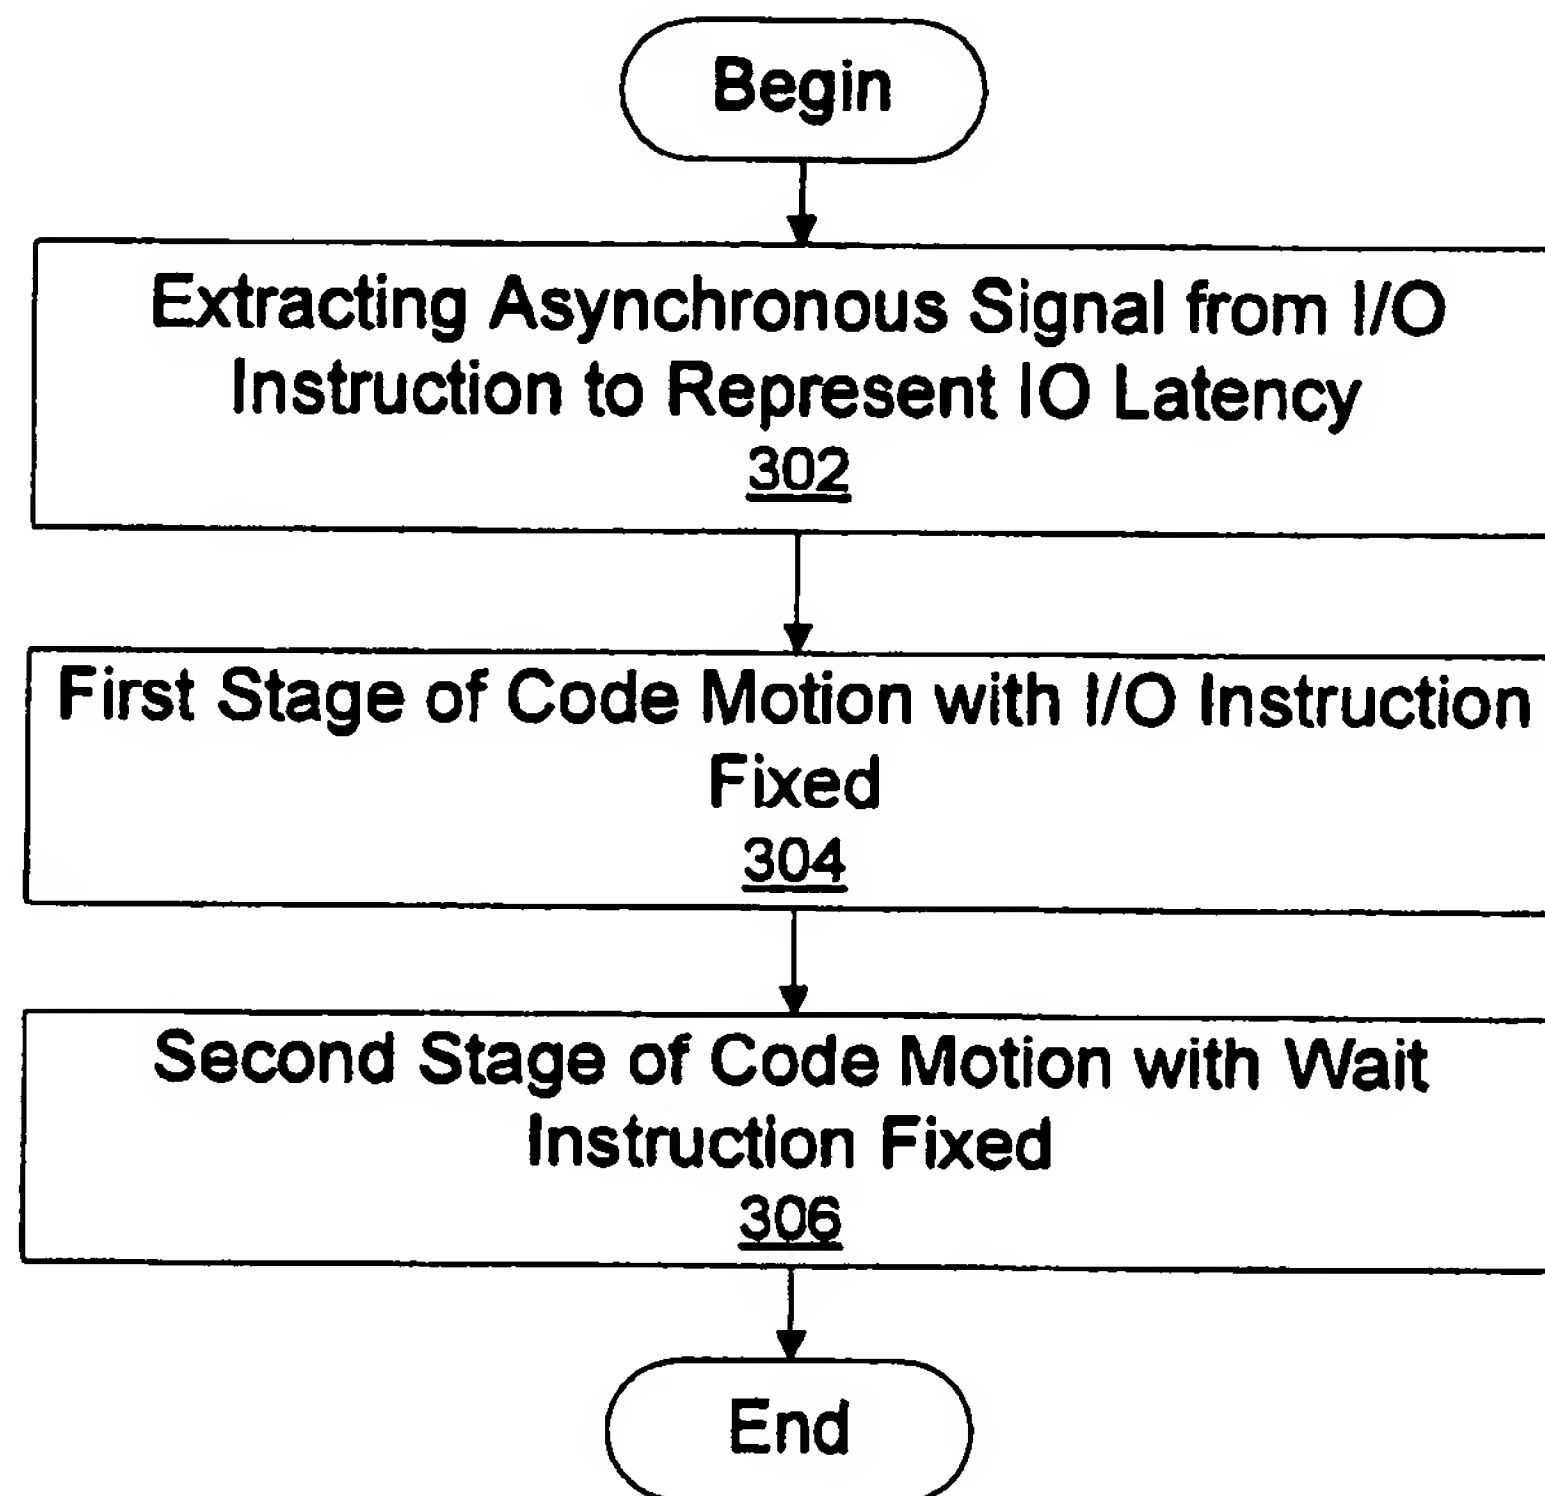 Begin
Extracting Asynchronous Signal from I/O
Instruction to Represent IO Latency
302
First Stage of Code Motion with I/O Instruction
Fixed
304
Second Stage of Code Motion with Wait
Instruction Fixed
306
End